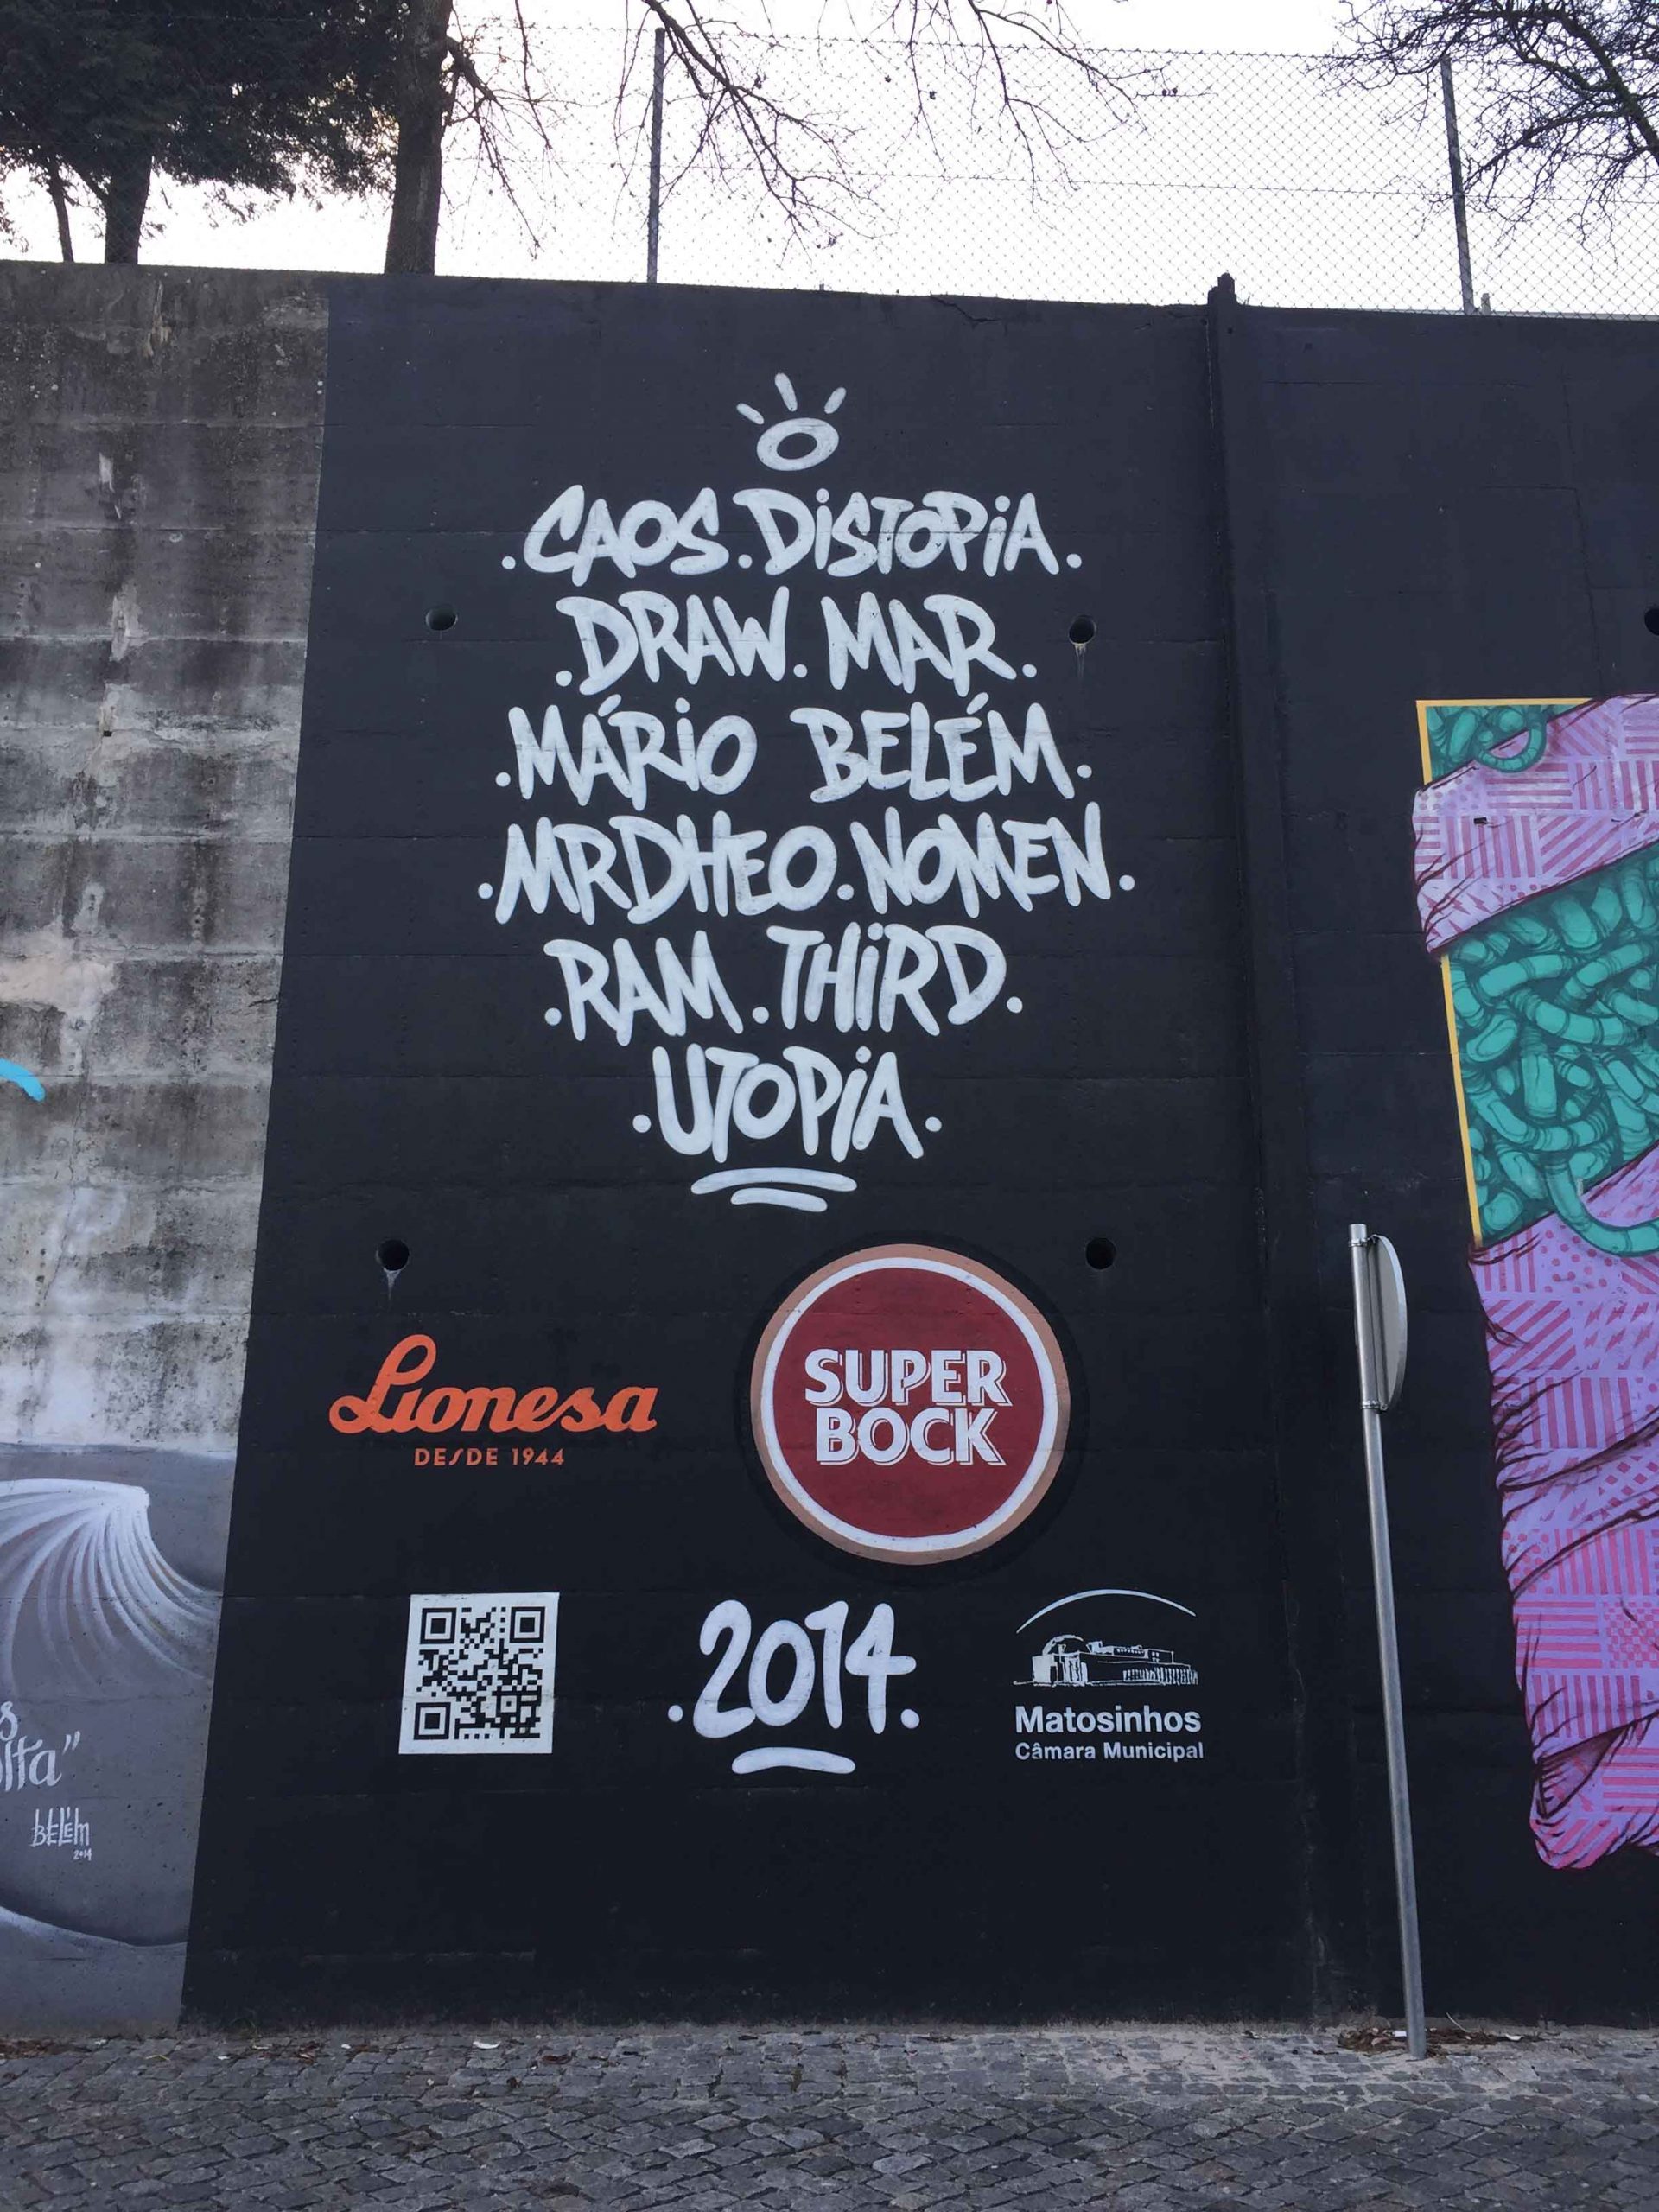 .CAOS.DiSTOPiA.
.DRAW.MAR.
.MÁRiO BELÉM.
.MRDHEO.NOMEN.
.RAM.THiRD.
.UTOPiA.
Lionesa
DESDE 1944
SUPER
BOCK
.2014.
Matosinhos
Câmara Municipal
BELÉM
2014